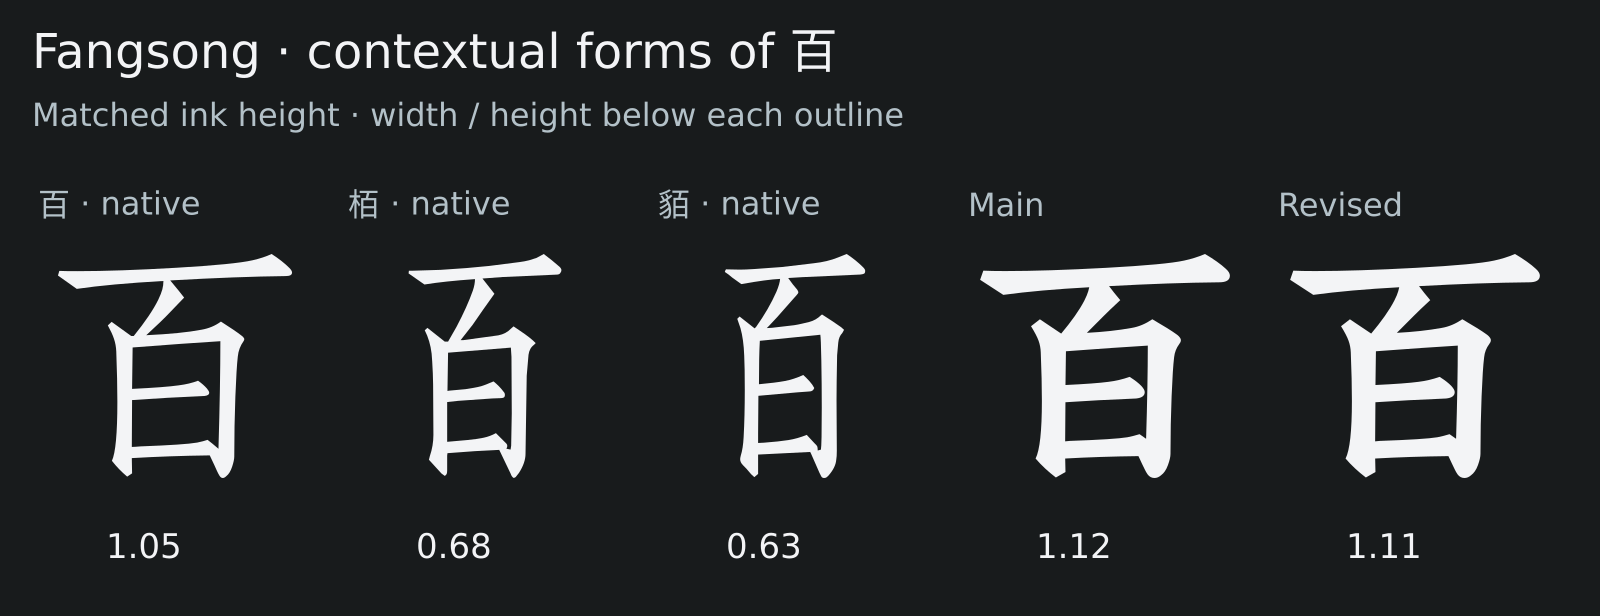 Fangsong · contextual forms of 百
Matched ink height · width / height below each outline
百 · native 栢 · native 貊 · native Main Revised
百 百 百 百 百
1.05 0.68 0.63 1.12 1.11